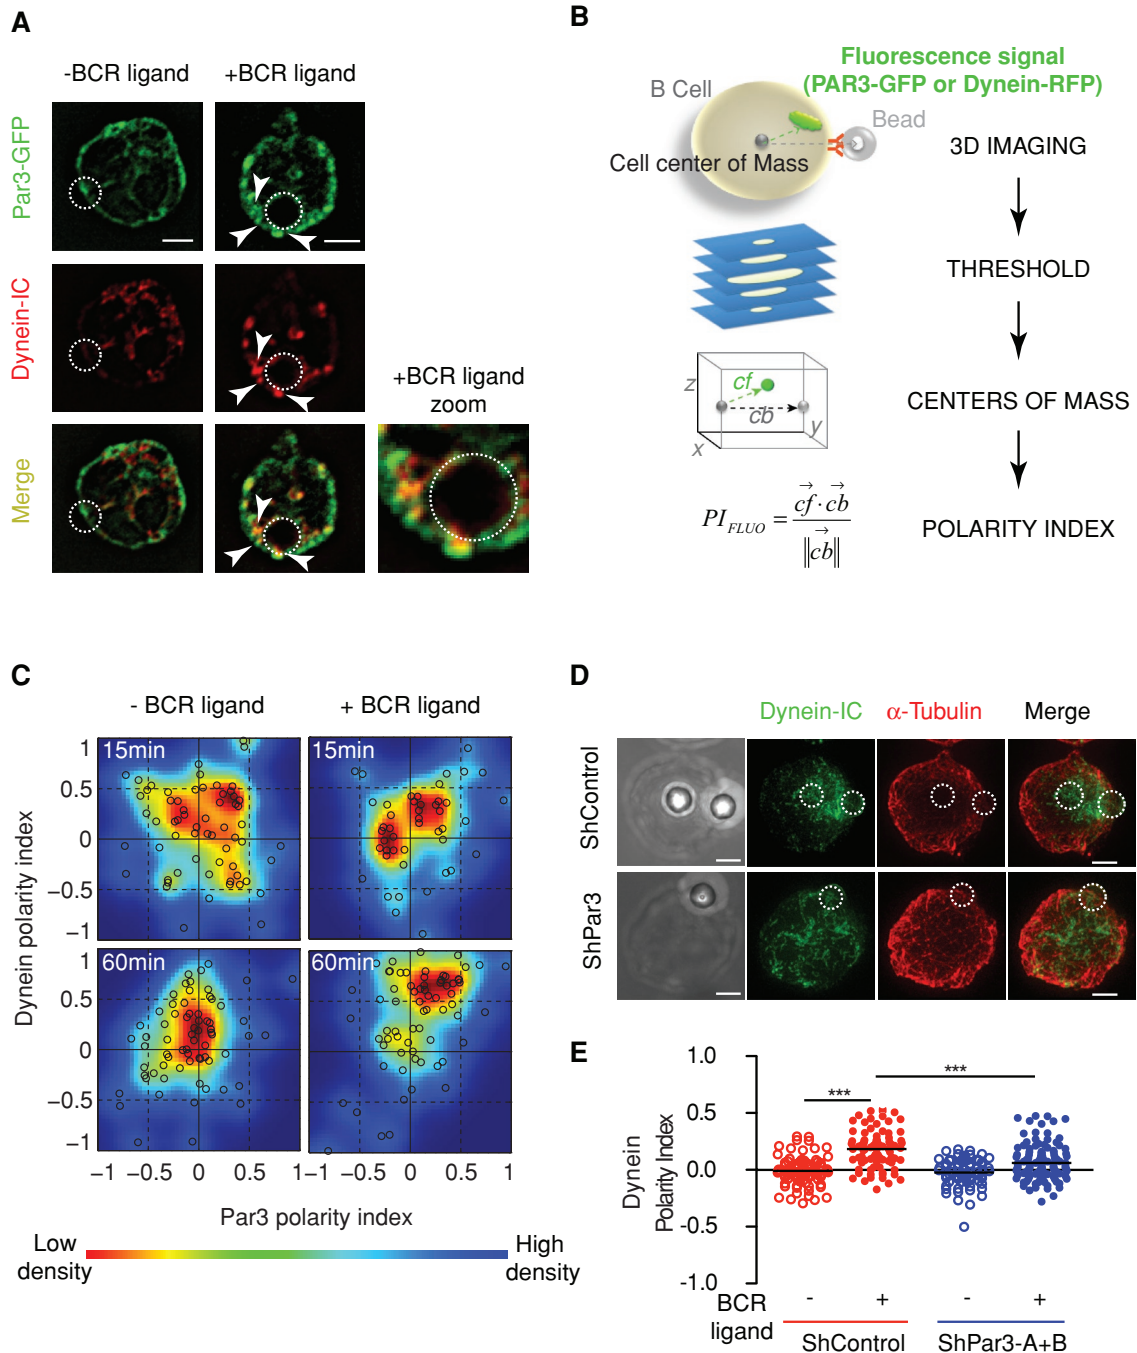 A
-BCR ligand
+BCR ligand
Par3-GFP
Dynein-IC
Merge
+BCR ligand
zoom
B
Fluorescence signal
(PAR3-GFP or Dynein-RFP)
B Cell
Bead
Cell center of Mass
3D IMAGING
THRESHOLD
z
cf
cb
y
x
CENTERS OF MASS
PI_FLUO = cf · cb / ||cb||
POLARITY INDEX
C
- BCR ligand
+ BCR ligand
Dynein polarity index
1
0.5
0
−0.5
−1
15min
15min
1
0.5
0
−0.5
−1
60min
60min
−1 −0.5 0 0.5 1
−1 −0.5 0 0.5 1
Par3 polarity index
Low
density
High
density
D
Dynein-IC
α-Tubulin
Merge
ShControl
ShPar3
E
Dynein
Polarity Index
1.0
0.5
0.0
-0.5
-1.0
***
***
BCR
ligand
- + - +
ShControl
ShPar3-A+B